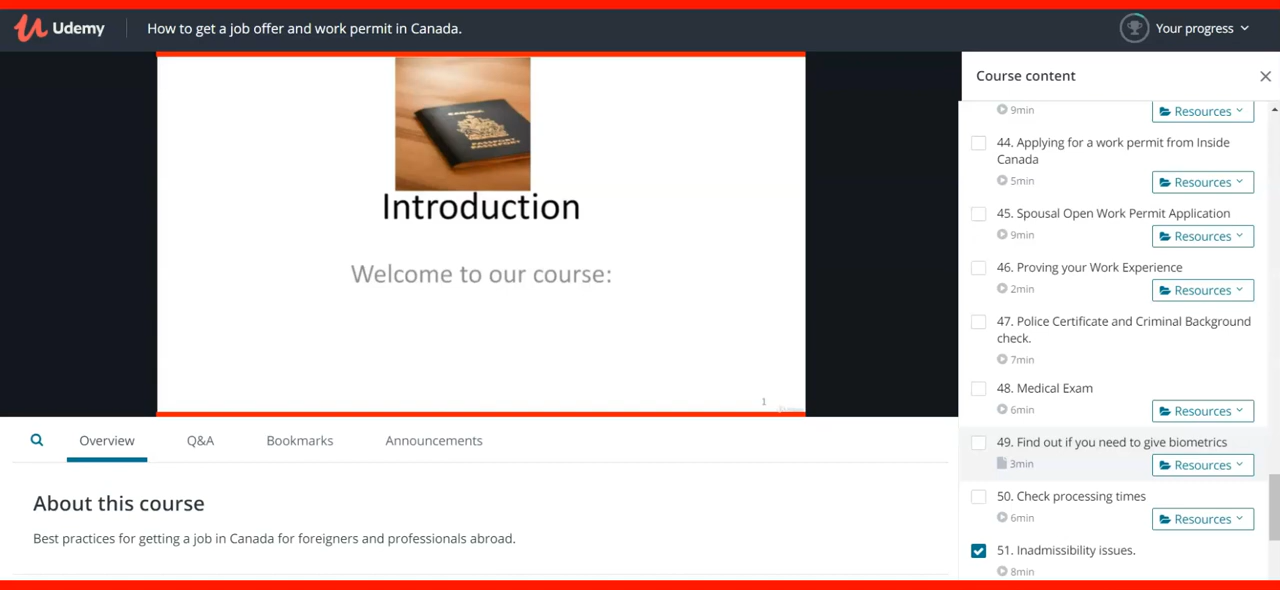 Udemy
How to get a job offer and work permit in Canada.
Your progress
CANADA
PASSPORT
PASSEPORT
Introduction
Welcome to our course:
1
Overview
Q&A
Bookmarks
Announcements
About this course
Best practices for getting a job in Canada for foreigners and professionals abroad.
Course content
9min
Resources
44. Applying for a work permit from Inside
Canada
5min
Resources
45. Spousal Open Work Permit Application
9min
Resources
46. Proving your Work Experience
2min
Resources
47. Police Certificate and Criminal Background
check.
7min
48. Medical Exam
6min
Resources
49. Find out if you need to give biometrics
3min
Resources
50. Check processing times
6min
Resources
51. Inadmissibility issues.
8min